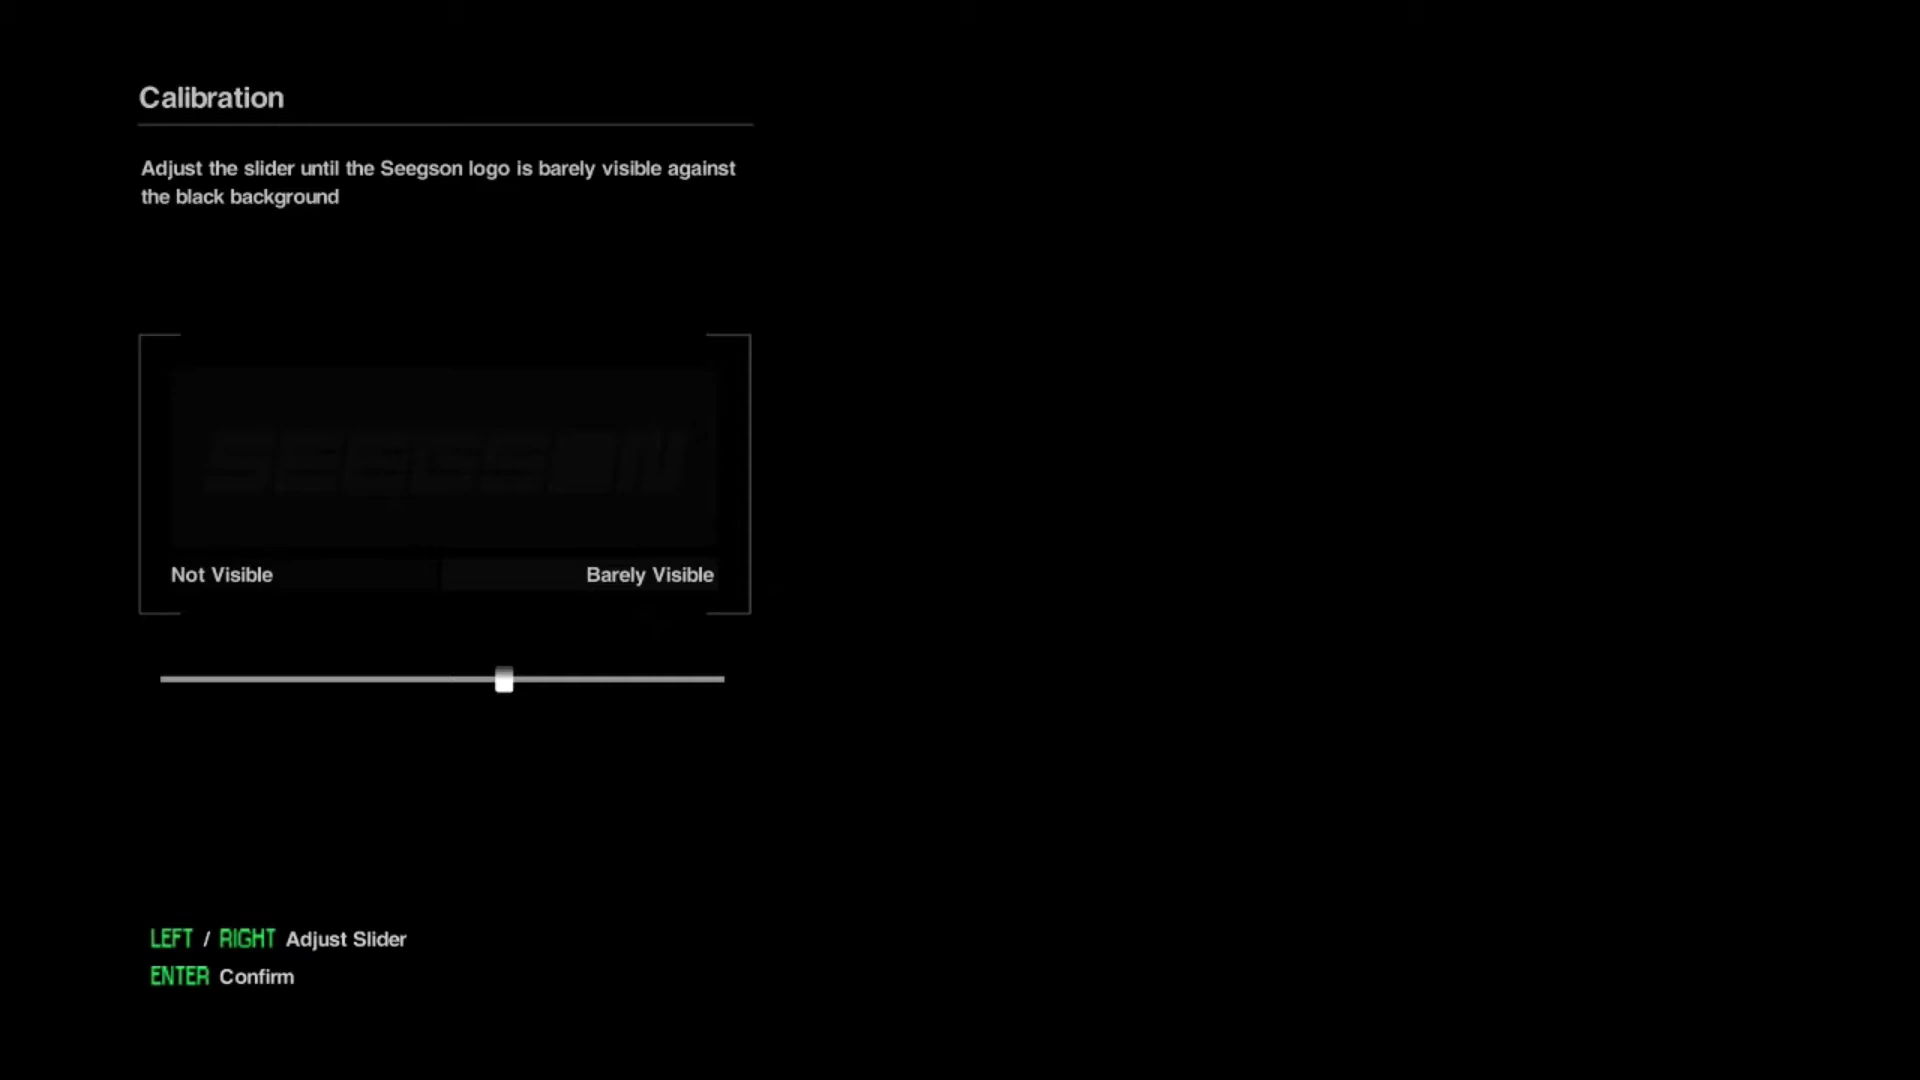 Calibration
Adjust the slider until the Seegson logo is barely visible against
the black background
SEEGSON
Not Visible
Barely Visible
LEFT / RIGHT Adjust Slider
ENTER Confirm